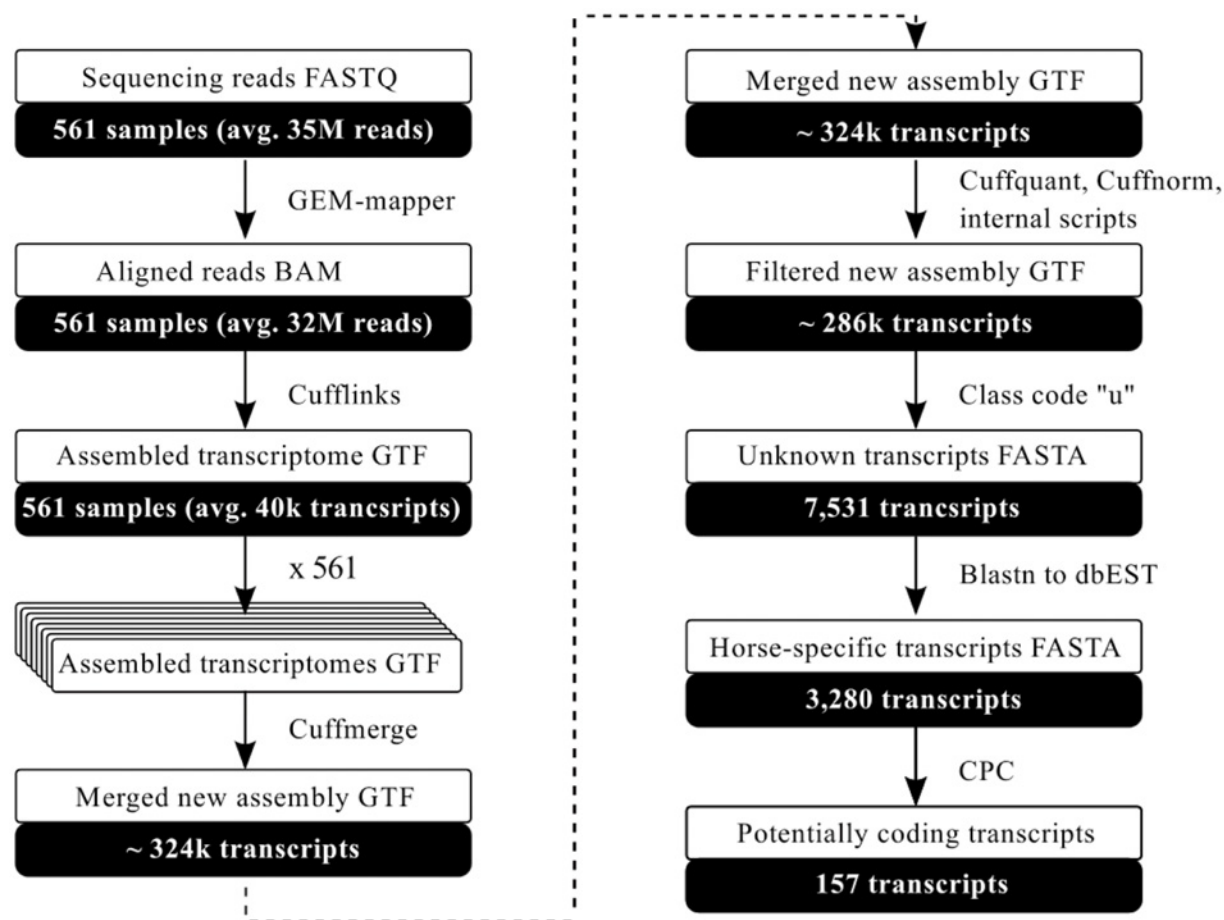 Sequencing reads FASTQ
561 samples (avg. 35M reads)
GEM-mapper
Aligned reads BAM
561 samples (avg. 32M reads)
Cufflinks
Assembled transcriptome GTF
561 samples (avg. 40k trancsripts)
x 561
Assembled transcriptomes GTF
Cuffmerge
Merged new assembly GTF
~ 324k transcripts
Merged new assembly GTF
~ 324k transcripts
Cuffquant, Cuffnorm,
internal scripts
Filtered new assembly GTF
~ 286k transcripts
Class code "u"
Unknown transcripts FASTA
7,531 trancsripts
Blastn to dbEST
Horse-specific transcripts FASTA
3,280 transcripts
CPC
Potentially coding transcripts
157 transcripts